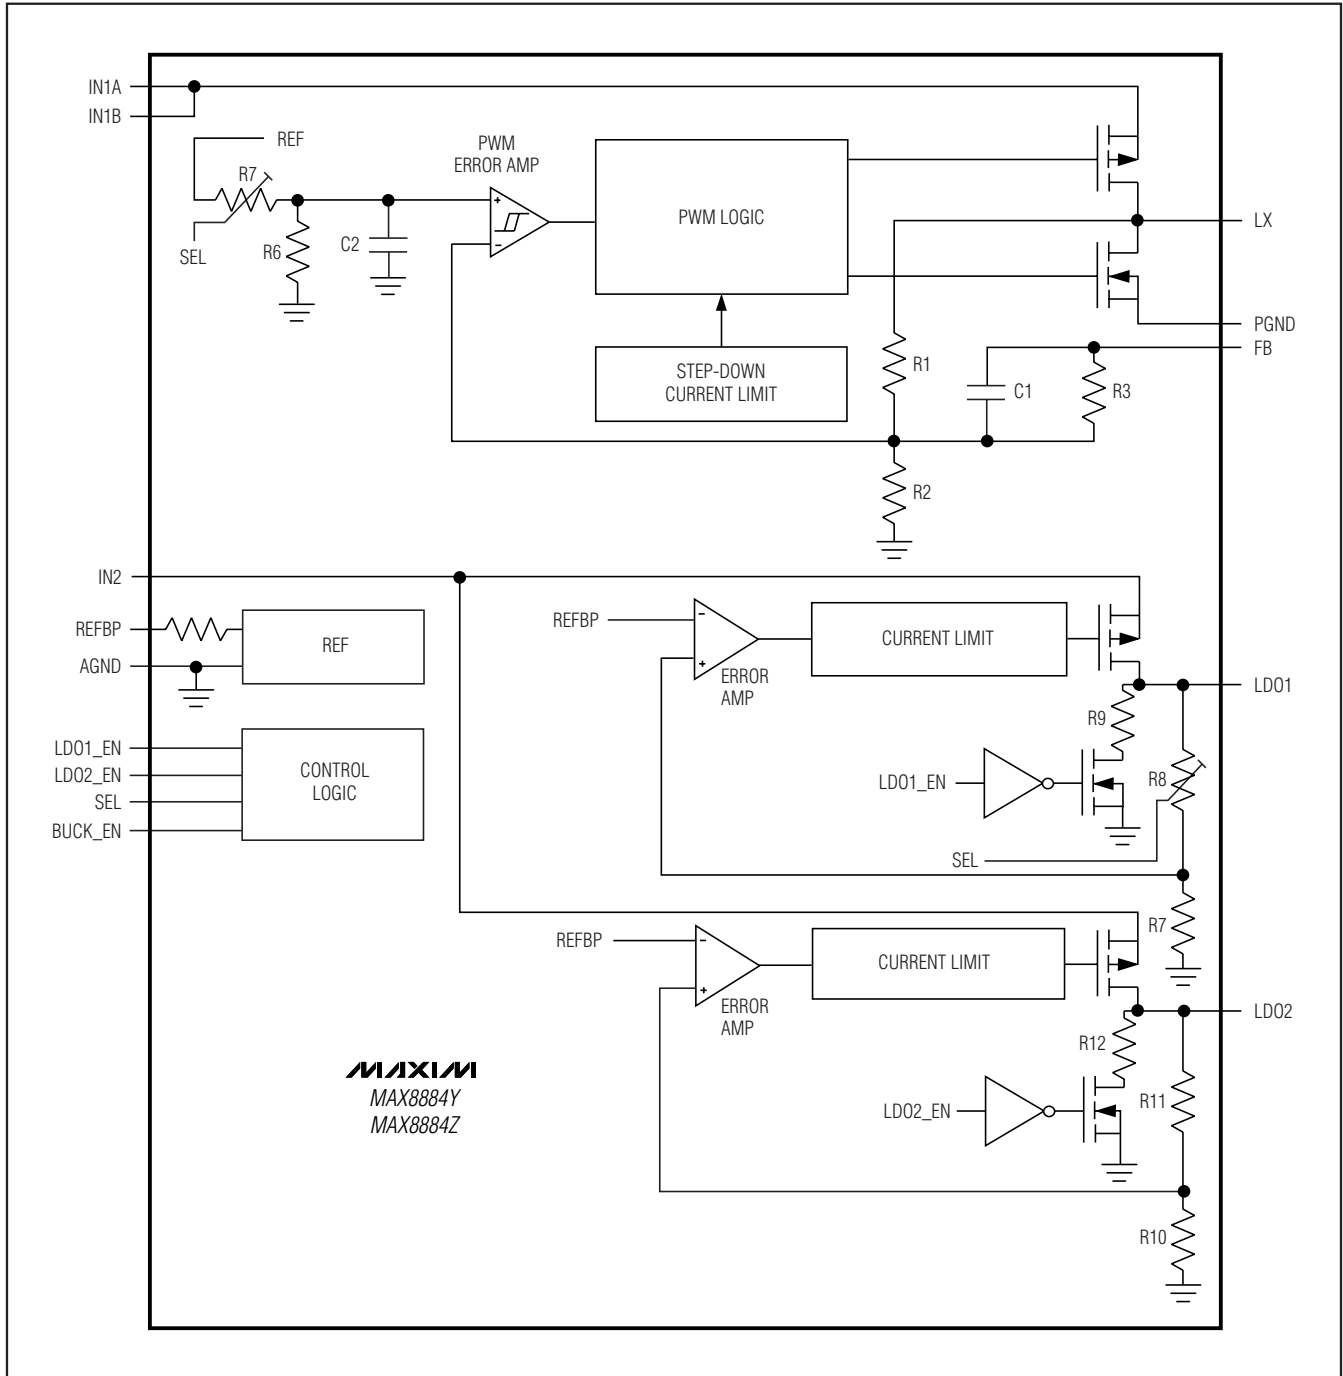 IN1A
IN1B
REF
R7
SEL
R6
C2
PWM
ERROR AMP
+
-
PWM LOGIC
STEP-DOWN
CURRENT LIMIT
LX
PGND
FB
R1
C1
R3
R2
IN2
REFBP
AGND
REF
LDO1_EN
LDO2_EN
SEL
BUCK_EN
CONTROL
LOGIC
REFBP
-
+
ERROR
AMP
CURRENT LIMIT
LDO1
R9
LDO1_EN
R8
SEL
R7
REFBP
-
+
ERROR
AMP
CURRENT LIMIT
LDO2
R12
LDO2_EN
R11
R10
MAXIM
MAX8884Y
MAX8884Z